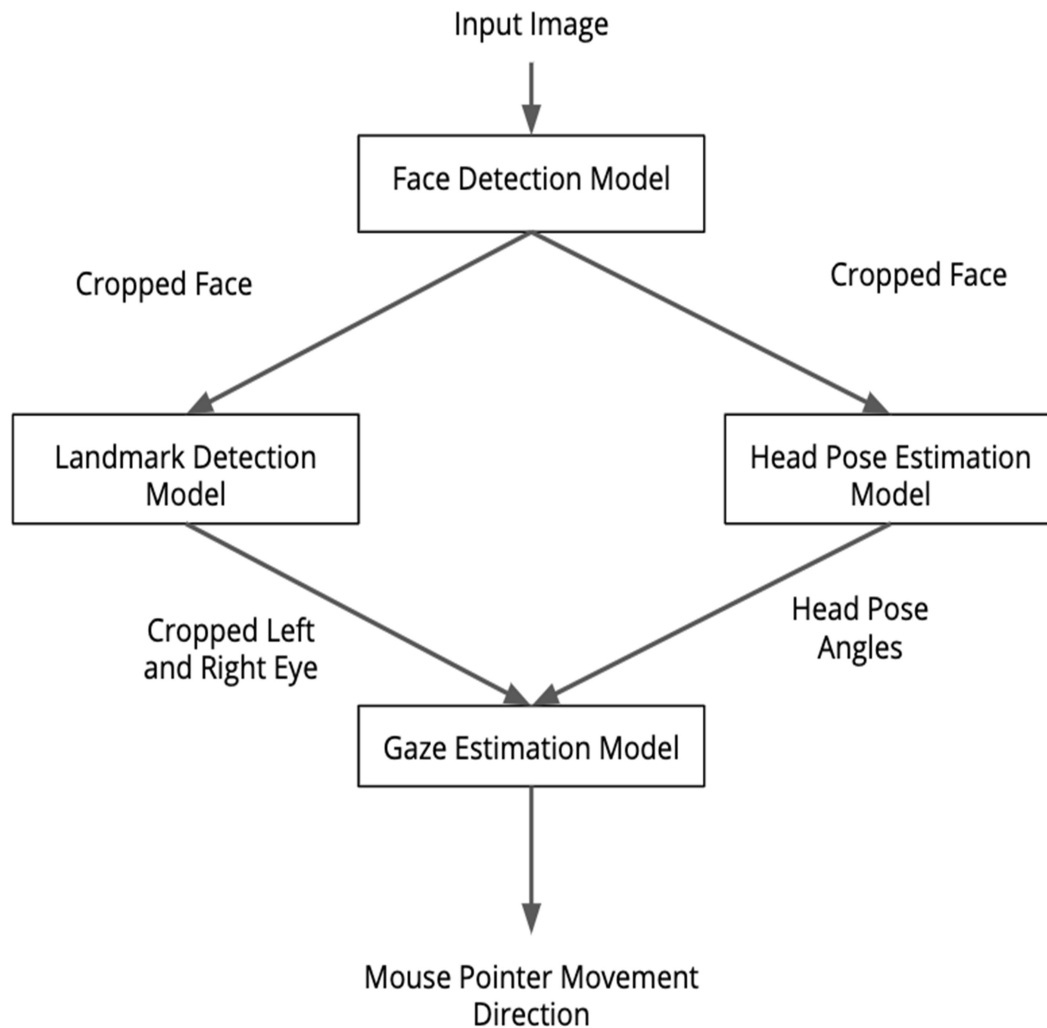 Input Image
Face Detection Model
Cropped Face
Cropped Face
Landmark Detection
Model
Head Pose Estimation
Model
Cropped Left
and Right Eye
Head Pose
Angles
Gaze Estimation Model
Mouse Pointer Movement
Direction